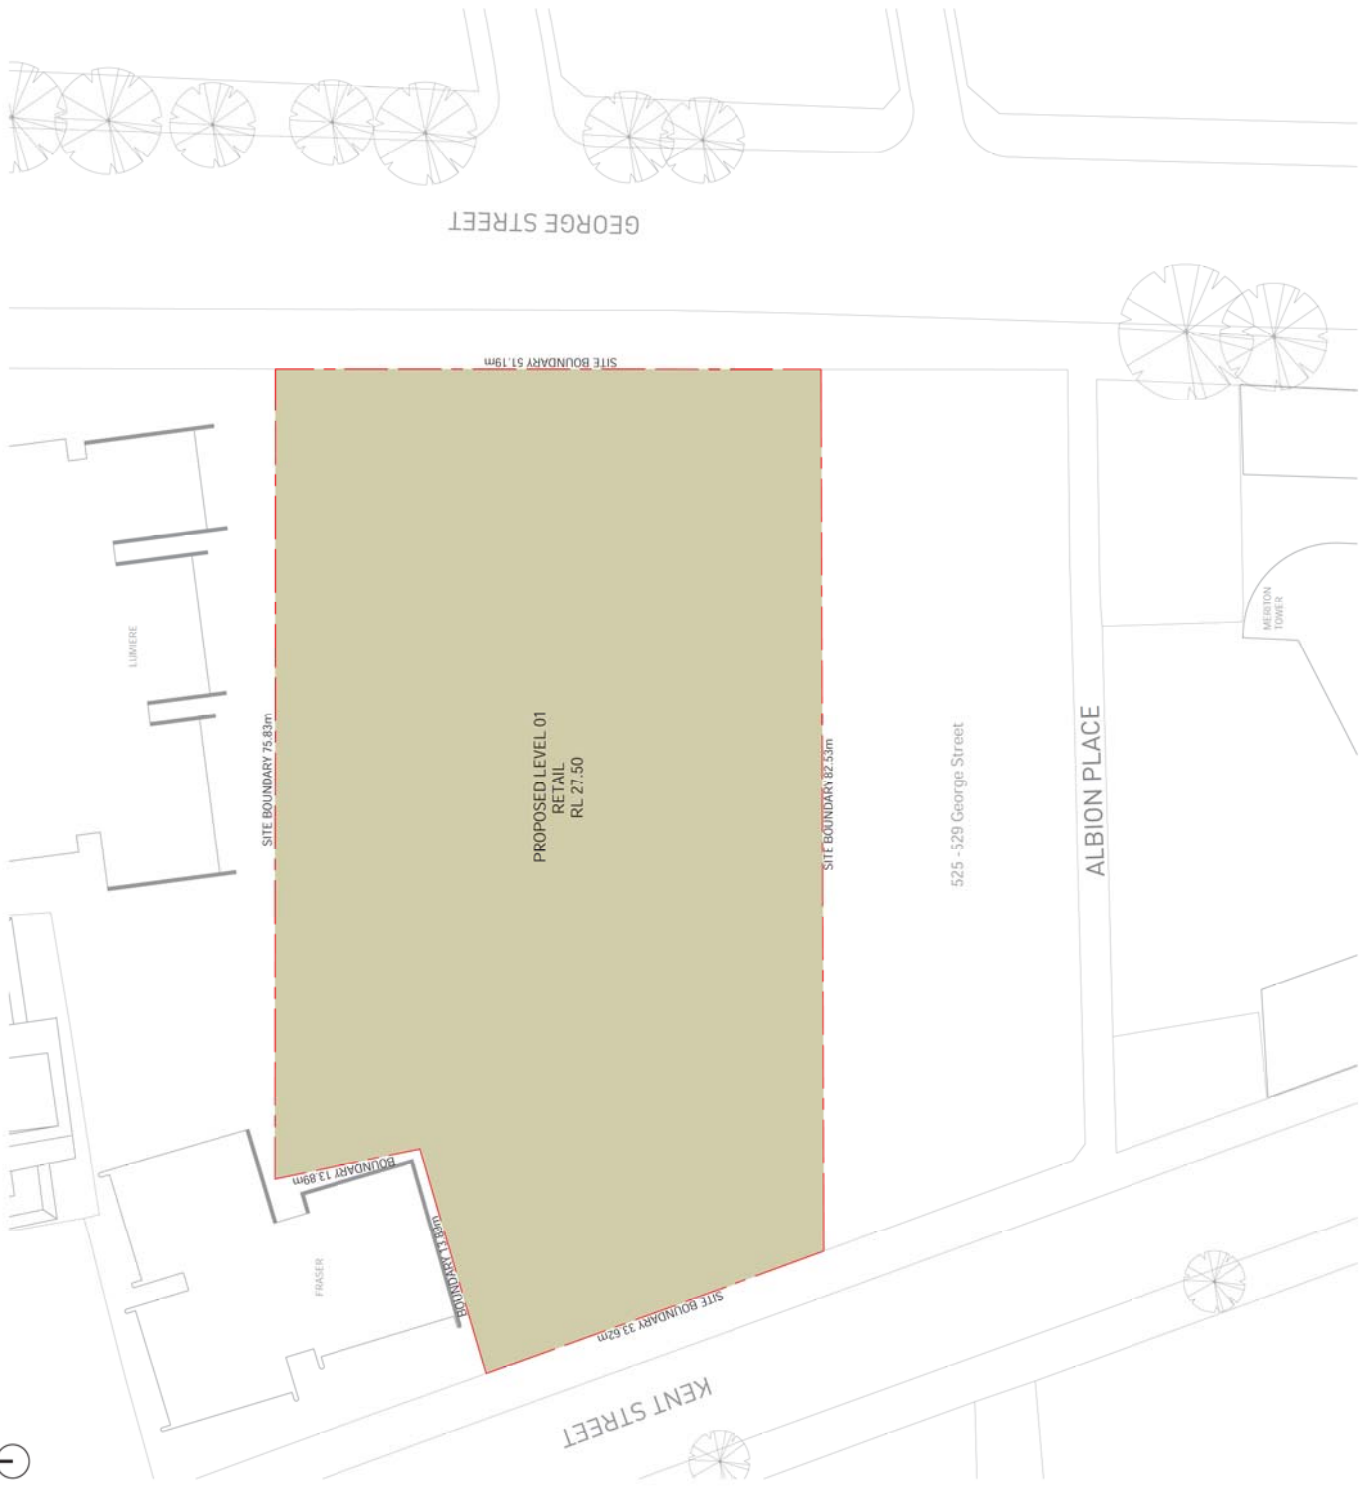 GEORGE STREET
SITE BOUNDARY 51.19m
LUMIERE
MERITON
TOWER
SITE BOUNDARY 75.83m
PROPOSED LEVEL 01
RETAIL
RL 27.50
SITE BOUNDARY 82.53m
525 - 529 George Street
ALBION PLACE
BOUNDARY 13.89m
BOUNDARY 13.89m
FRASER
SITE BOUNDARY 33.62m
KENT STREET